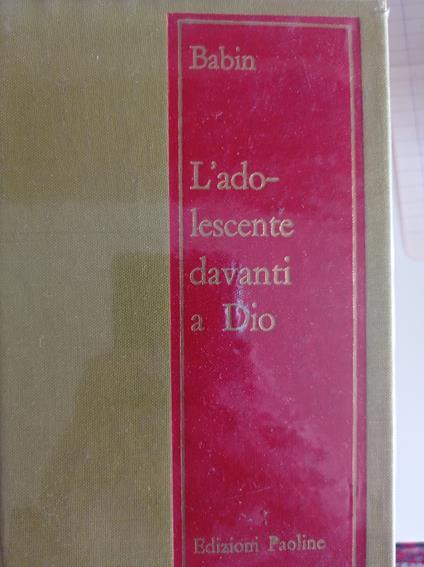 Babin
L'ado-
lescente
davanti
a Dio
Edizioni Paoline